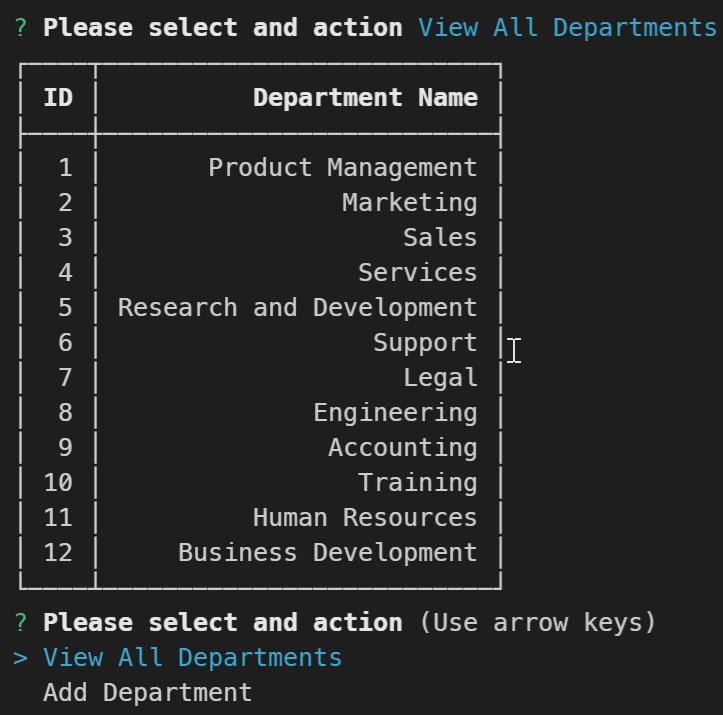 ? Please select and action View All Departments
ID Department Name
1 Product Management
2 Marketing
3 Sales
4 Services
5 Research and Development
6 Support
7 Legal
8 Engineering
9 Accounting
10 Training
11 Human Resources
12 Business Development
? Please select and action (Use arrow keys)
> View All Departments
Add Department